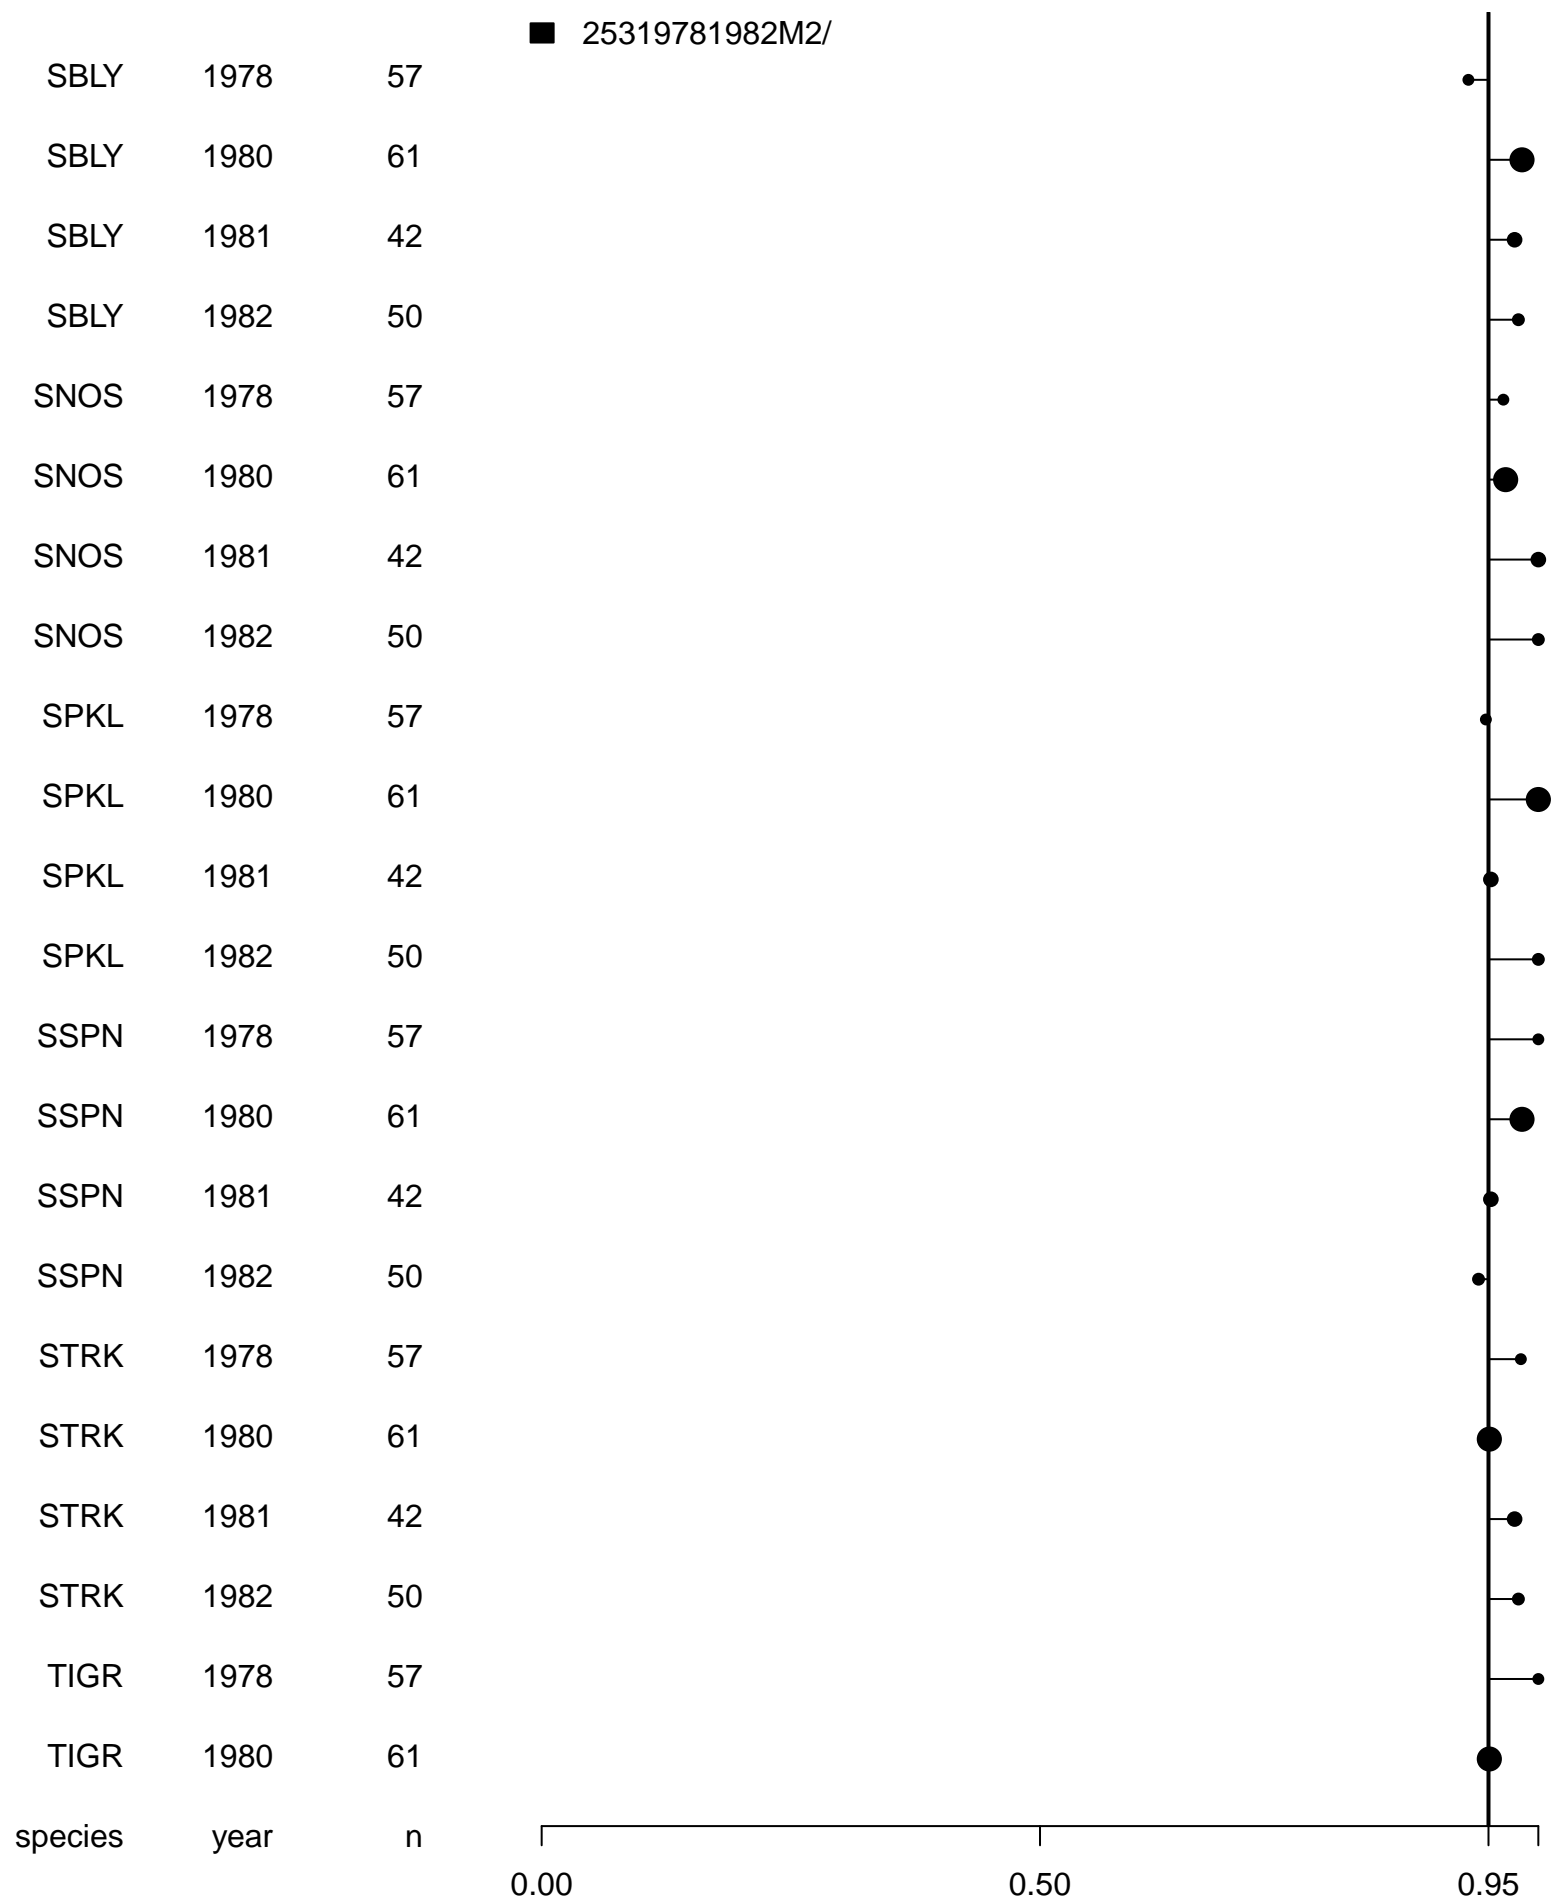 25319781982M2/
SBLY 1978 57
SBLY 1980 61
SBLY 1981 42
SBLY 1982 50
SNOS 1978 57
SNOS 1980 61
SNOS 1981 42
SNOS 1982 50
SPKL 1978 57
SPKL 1980 61
SPKL 1981 42
SPKL 1982 50
SSPN 1978 57
SSPN 1980 61
SSPN 1981 42
SSPN 1982 50
STRK 1978 57
STRK 1980 61
STRK 1981 42
STRK 1982 50
TIGR 1978 57
TIGR 1980 61
species year n
0.00 0.50 0.95